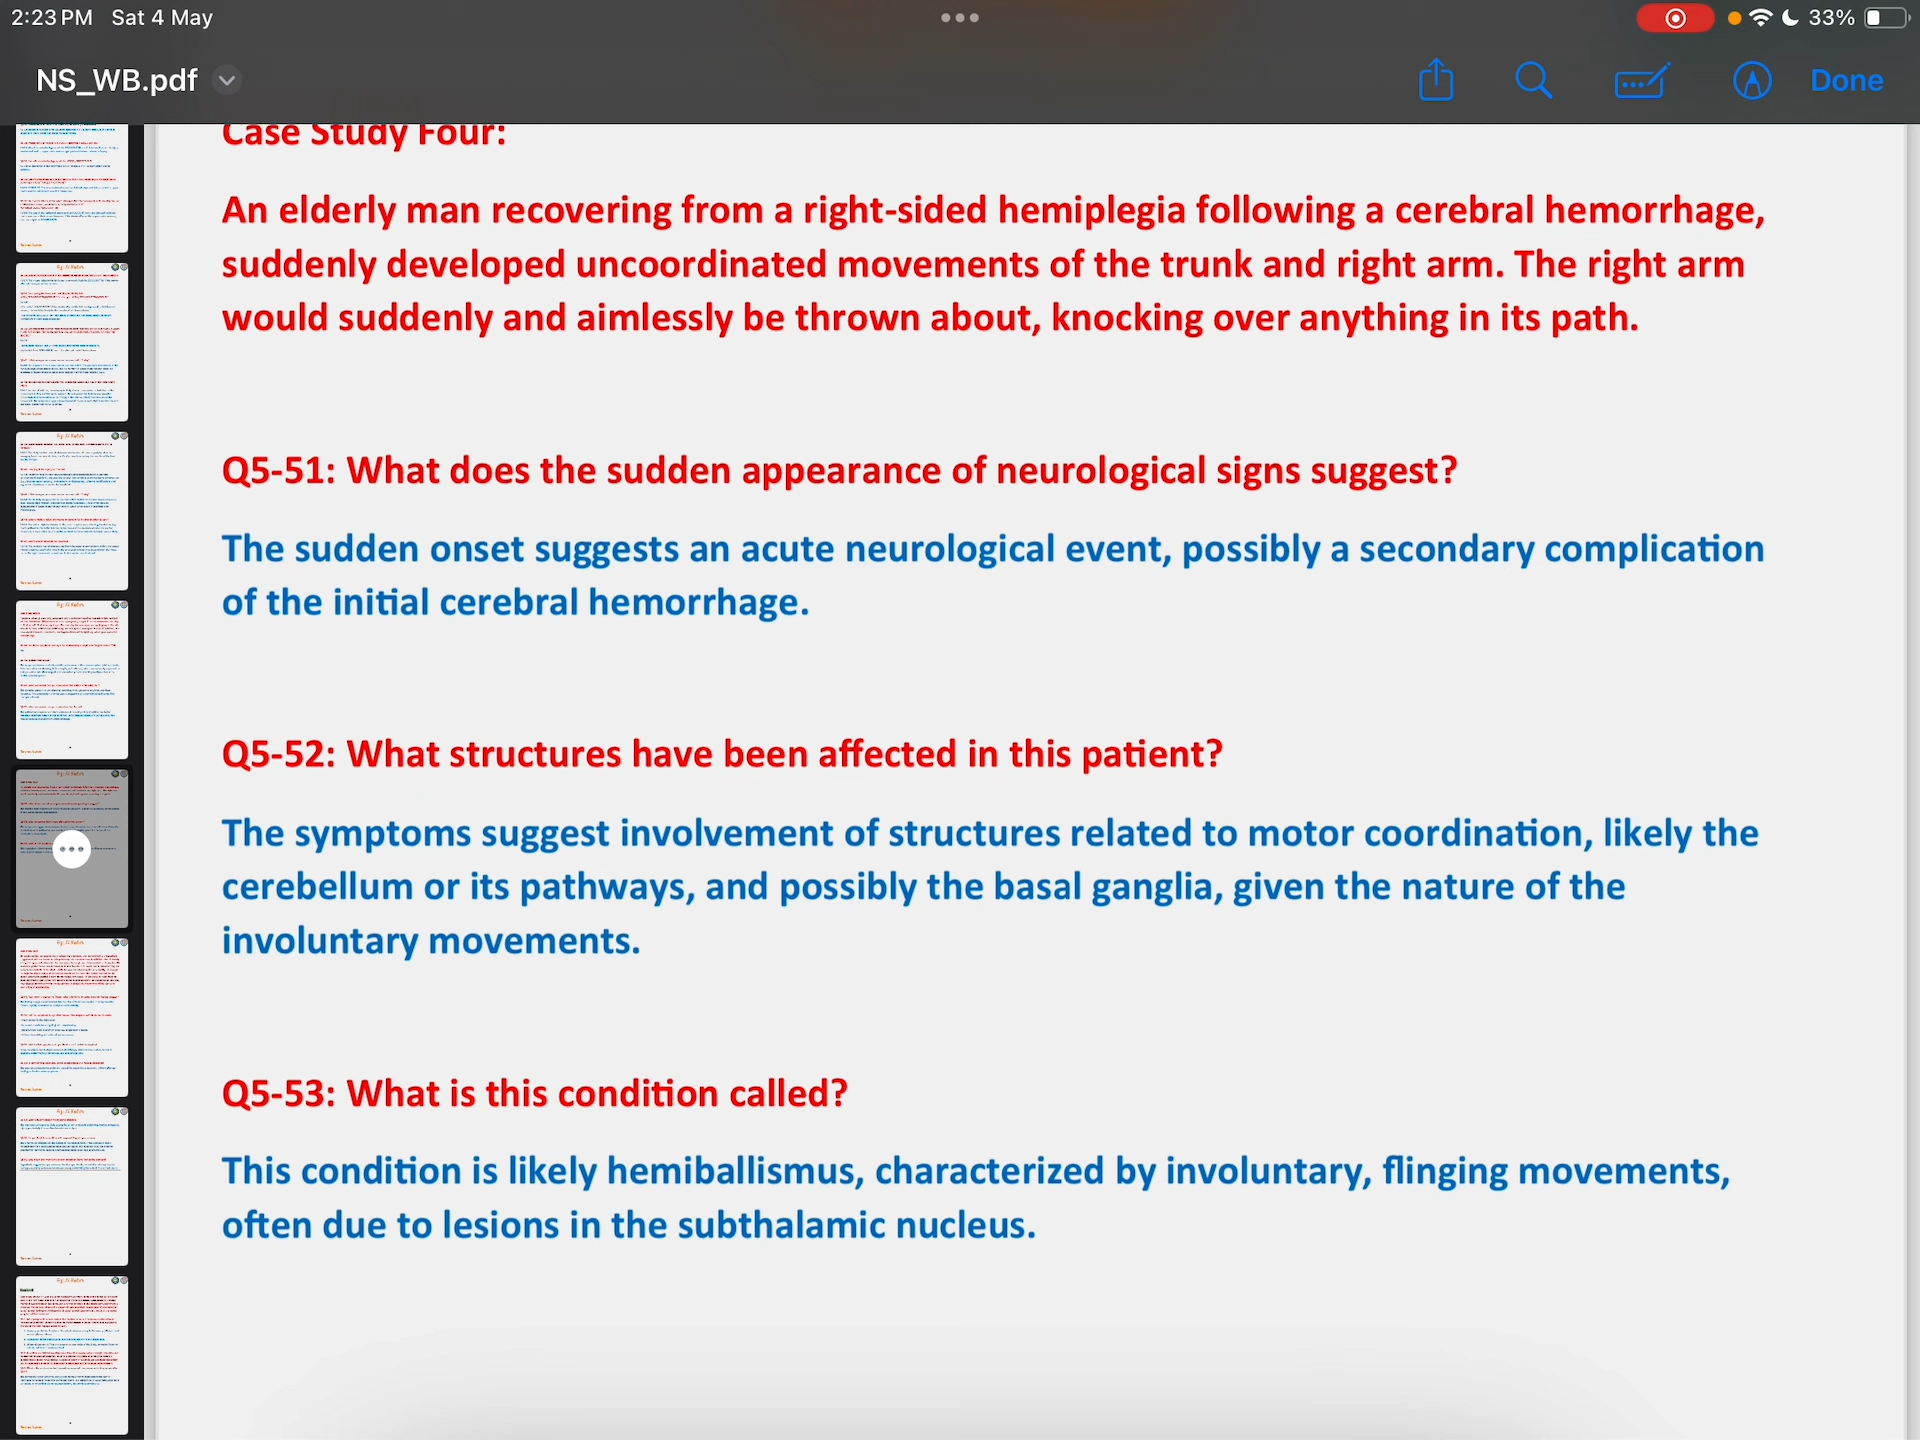 2:23 PM Sat 4 May
33%
NS_WB.pdf
Done
Case Study Four:
An elderly man recovering from a right-sided hemiplegia following a cerebral hemorrhage,
suddenly developed uncoordinated movements of the trunk and right arm. The right arm
would suddenly and aimlessly be thrown about, knocking over anything in its path.
Q5-51: What does the sudden appearance of neurological signs suggest?
The sudden onset suggests an acute neurological event, possibly a secondary complication
of the initial cerebral hemorrhage.
Q5-52: What structures have been affected in this patient?
The symptoms suggest involvement of structures related to motor coordination, likely the
cerebellum or its pathways, and possibly the basal ganglia, given the nature of the
involuntary movements.
Q5-53: What is this condition called?
This condition is likely hemiballismus, characterized by involuntary, flinging movements,
often due to lesions in the subthalamic nucleus.